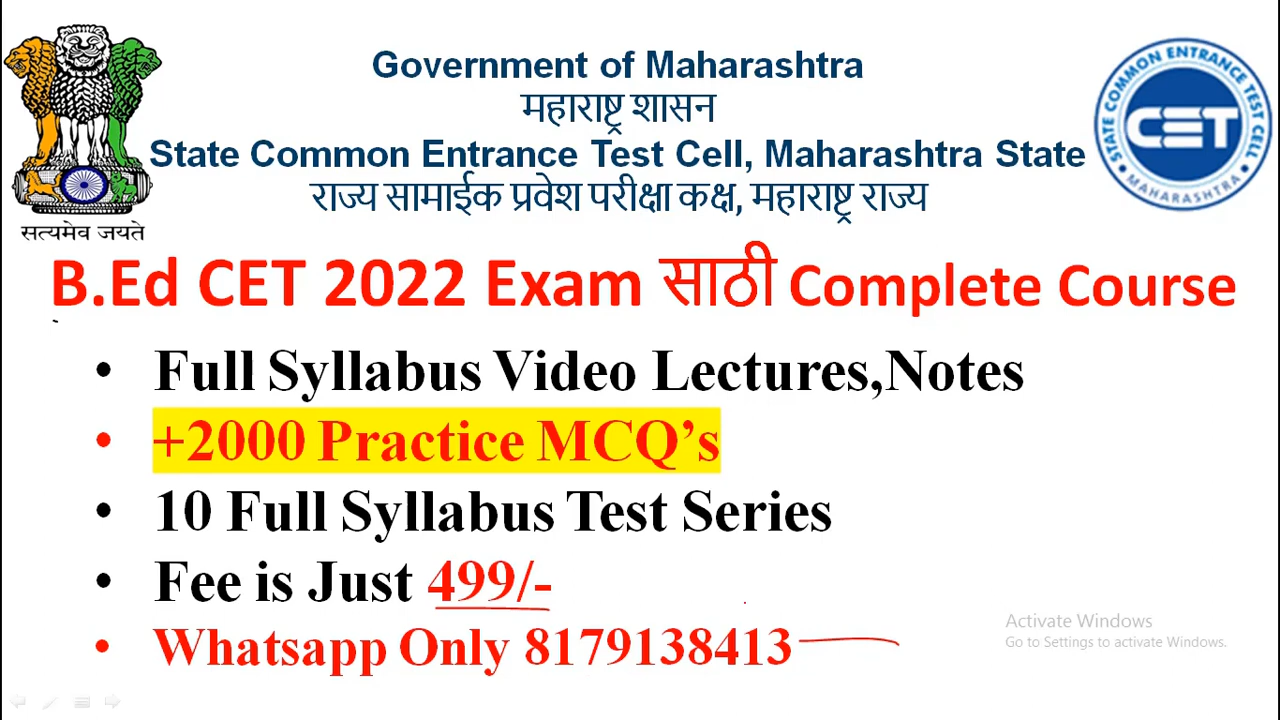 Government of Maharashtra
महाराष्ट्र शासन
State Common Entrance Test Cell, Maharashtra State
राज्य सामाईक प्रवेश परीक्षा कक्ष, महाराष्ट्र राज्य
सत्यमेव जयते
STATE COMMON ENTRANCE TEST CELL
CET
MAHARASHTRA
B.Ed CET 2022 Exam साठी Complete Course
• Full Syllabus Video Lectures,Notes
• +2000 Practice MCQ’s
• 10 Full Syllabus Test Series
• Fee is Just 499/-
• Whatsapp Only 8179138413
Activate Windows
Go to Settings to activate Windows.